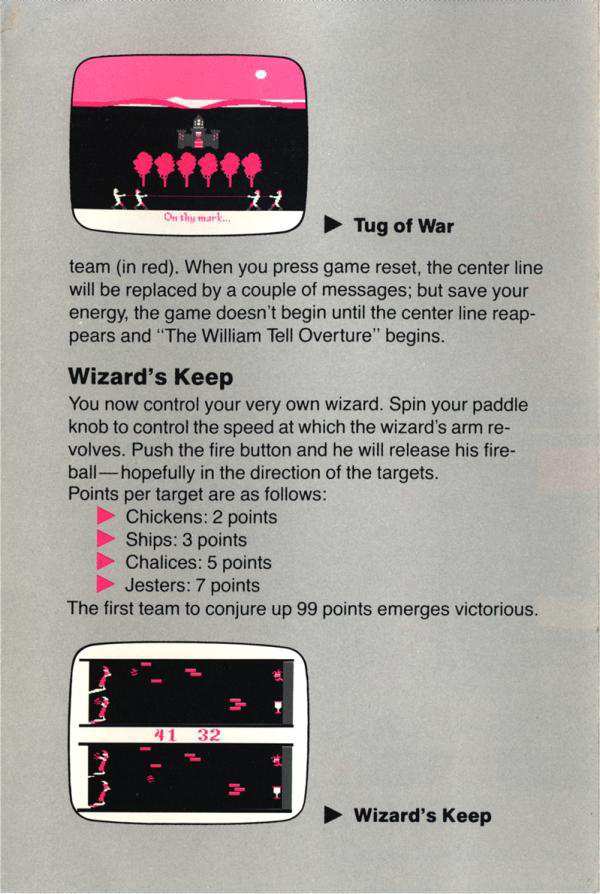 On thy mark...
Tug of War
team (in red). When you press game reset, the center line
will be replaced by a couple of messages; but save your
energy, the game doesn't begin until the center line reap-
pears and "The William Tell Overture" begins.
Wizard's Keep
You now control your very own wizard. Spin your paddle
knob to control the speed at which the wizard's arm re-
volves. Push the fire button and he will release his fire-
ball—hopefully in the direction of the targets.
Points per target are as follows:
Chickens: 2 points
Ships: 3 points
Chalices: 5 points
Jesters: 7 points
The first team to conjure up 99 points emerges victorious.
41 32
Wizard's Keep